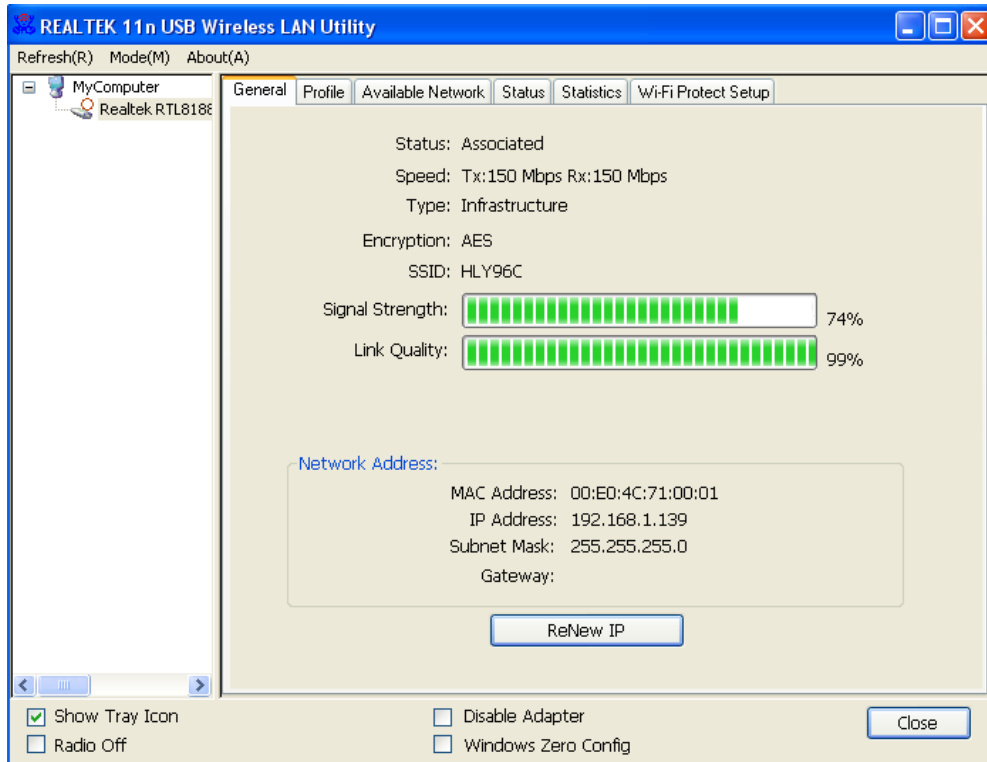 REALTEK 11n USB Wireless LAN Utility
Refresh(R) Mode(M) About(A)
MyComputer
Realtek RTL8188
General Profile Available Network Status Statistics Wi-Fi Protect Setup
Status: Associated
Speed: Tx:150 Mbps Rx:150 Mbps
Type: Infrastructure
Encryption: AES
SSID: HLY96C
Signal Strength: 74%
Link Quality: 99%
Network Address:
MAC Address: 00:E0:4C:71:00:01
IP Address: 192.168.1.139
Subnet Mask: 255.255.255.0
Gateway:
ReNew IP
Show Tray Icon
Radio Off
Disable Adapter
Windows Zero Config
Close